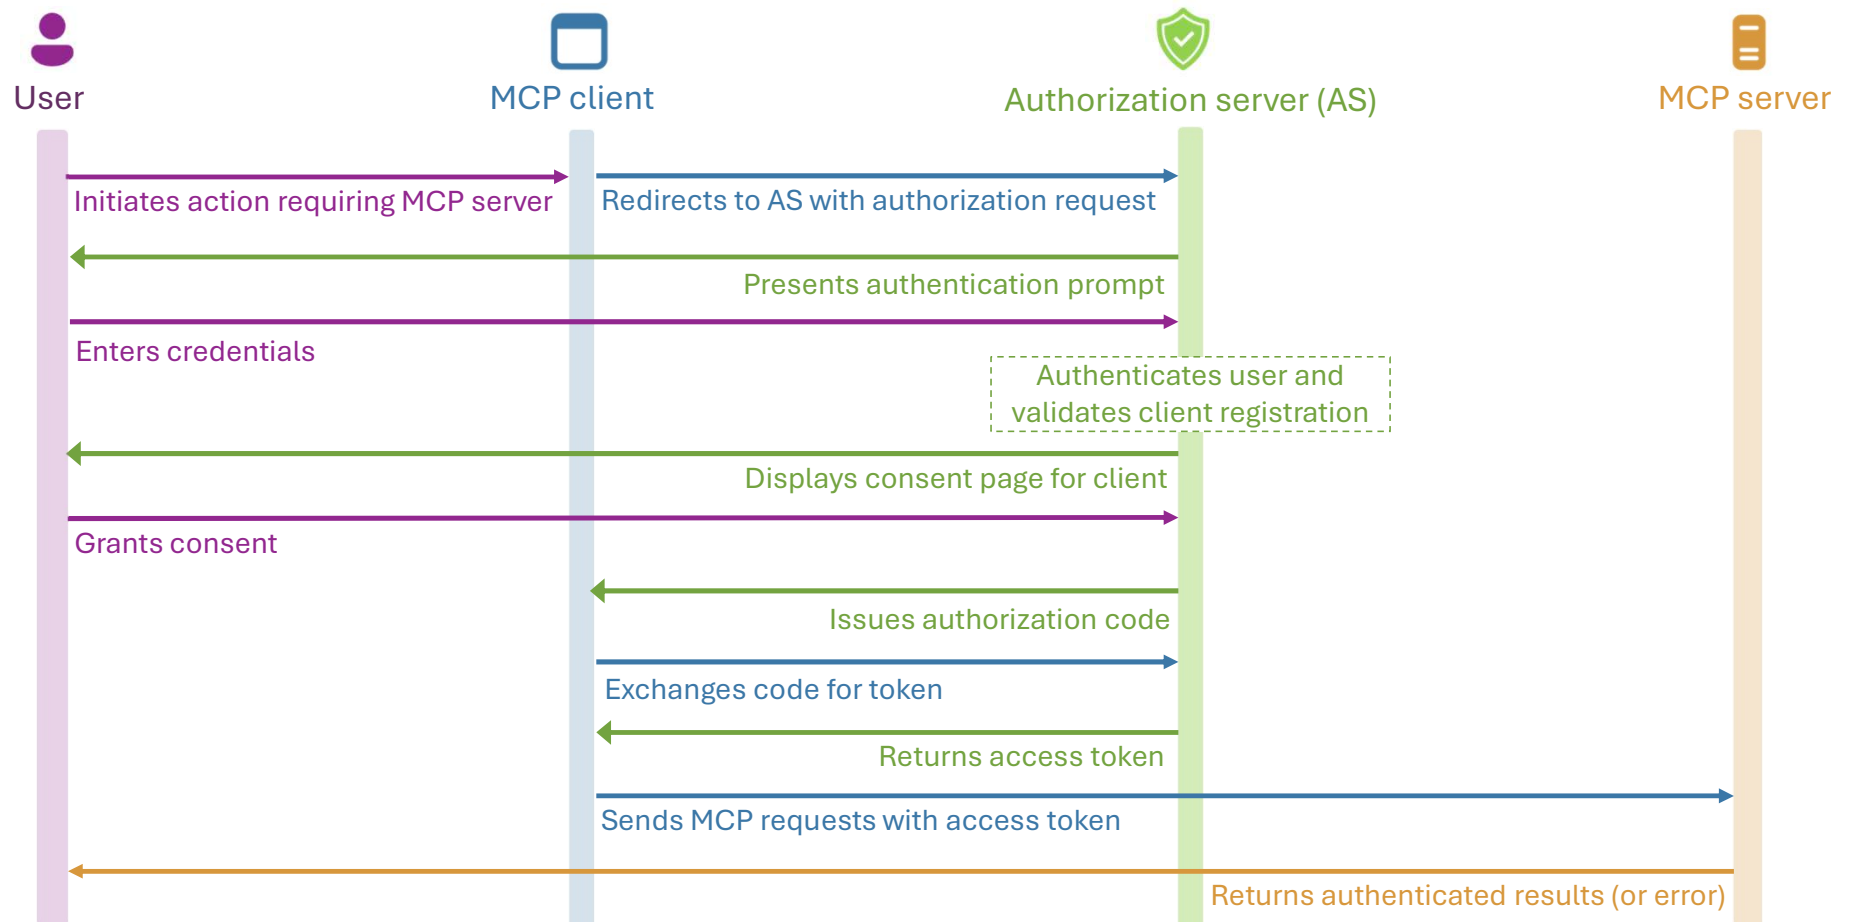 User
MCP client
Authorization server (AS)
MCP server
Initiates action requiring MCP server
Redirects to AS with authorization request
Presents authentication prompt
Enters credentials
Authenticates user and
validates client registration
Displays consent page for client
Grants consent
Issues authorization code
Exchanges code for token
Returns access token
Sends MCP requests with access token
Returns authenticated results (or error)